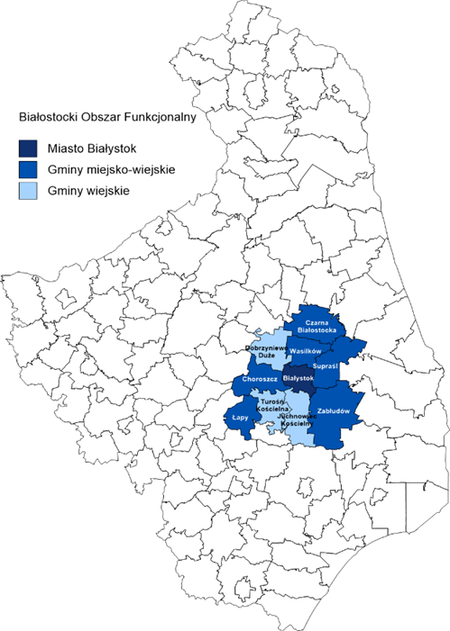 Białostocki Obszar Funkcjonalny
Miasto Białystok
Gminy miejsko-wiejskie
Gminy wiejskie
Czarna
Białostocka
Dobrzyniewo
Duże
Wasilków
Supraśl
Choroszcz
Białystok
Turośń
Kościelna
Juchnowiec
Kościelny
Zabłudów
Łapy